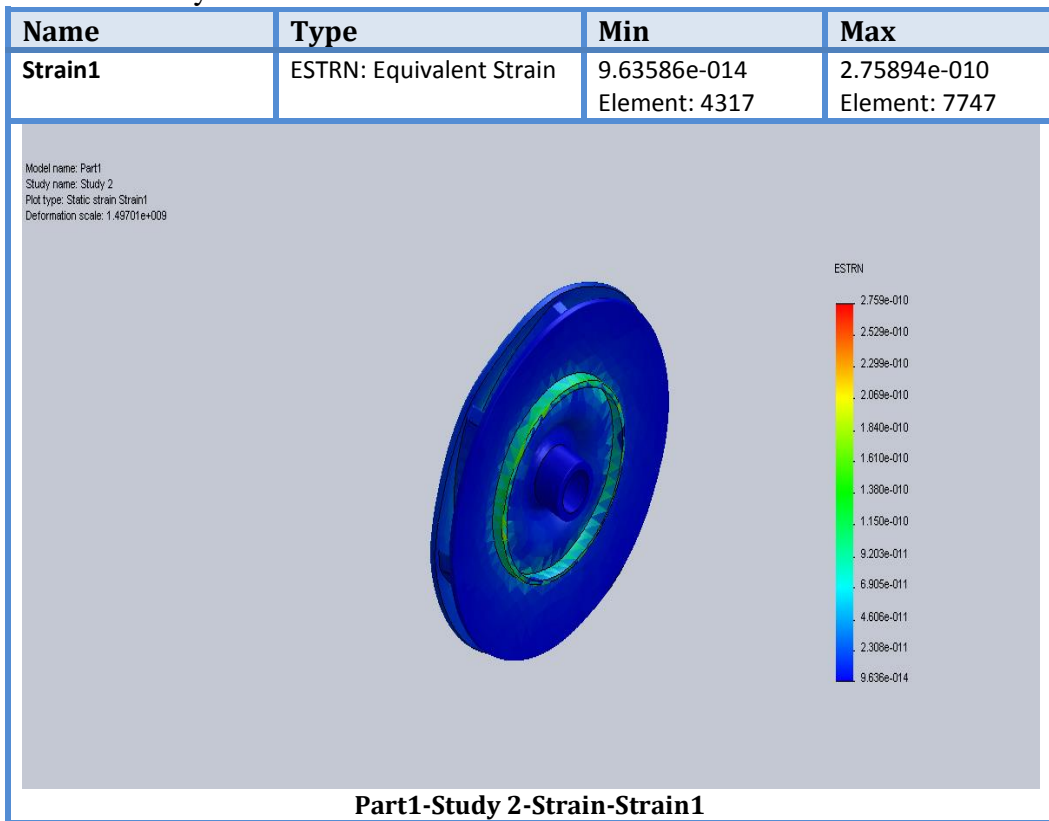 Name Type Min Max
Strain1 ESTRN: Equivalent Strain 9.63586e-014 2.75894e-010
Element: 4317 Element: 7747
Model name: Part1
Study name: Study 2
Plot type: Static strain Strain1
Deformation scale: 1.49701e+009
ESTRN
2.759e-010
2.529e-010
2.299e-010
2.069e-010
1.840e-010
1.610e-010
1.380e-010
1.150e-010
9.203e-011
6.905e-011
4.606e-011
2.308e-011
9.636e-014
Part1-Study 2-Strain-Strain1